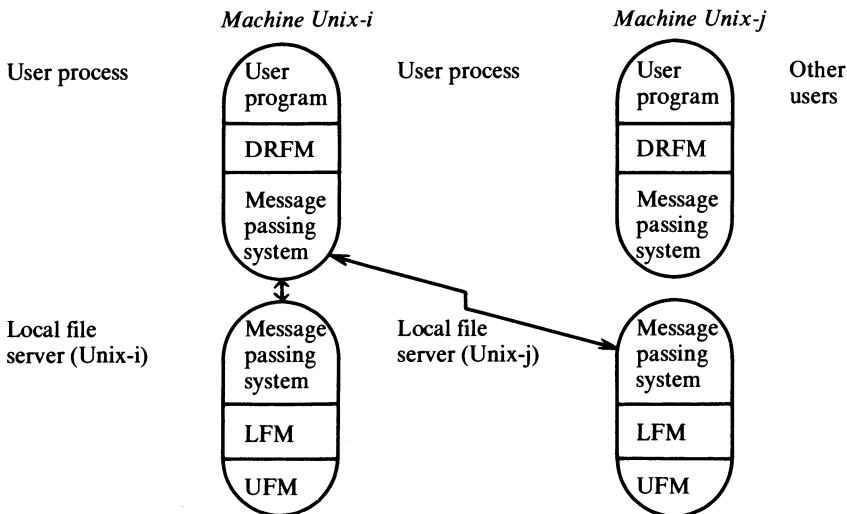 Machine Unix-i
Machine Unix-j
User process
User
program
DRFM
Message
passing
system
User process
User
program
DRFM
Message
passing
system
Other
users
Local file
server (Unix-i)
Message
passing
system
LFM
UFM
Local file
server (Unix-j)
Message
passing
system
LFM
UFM